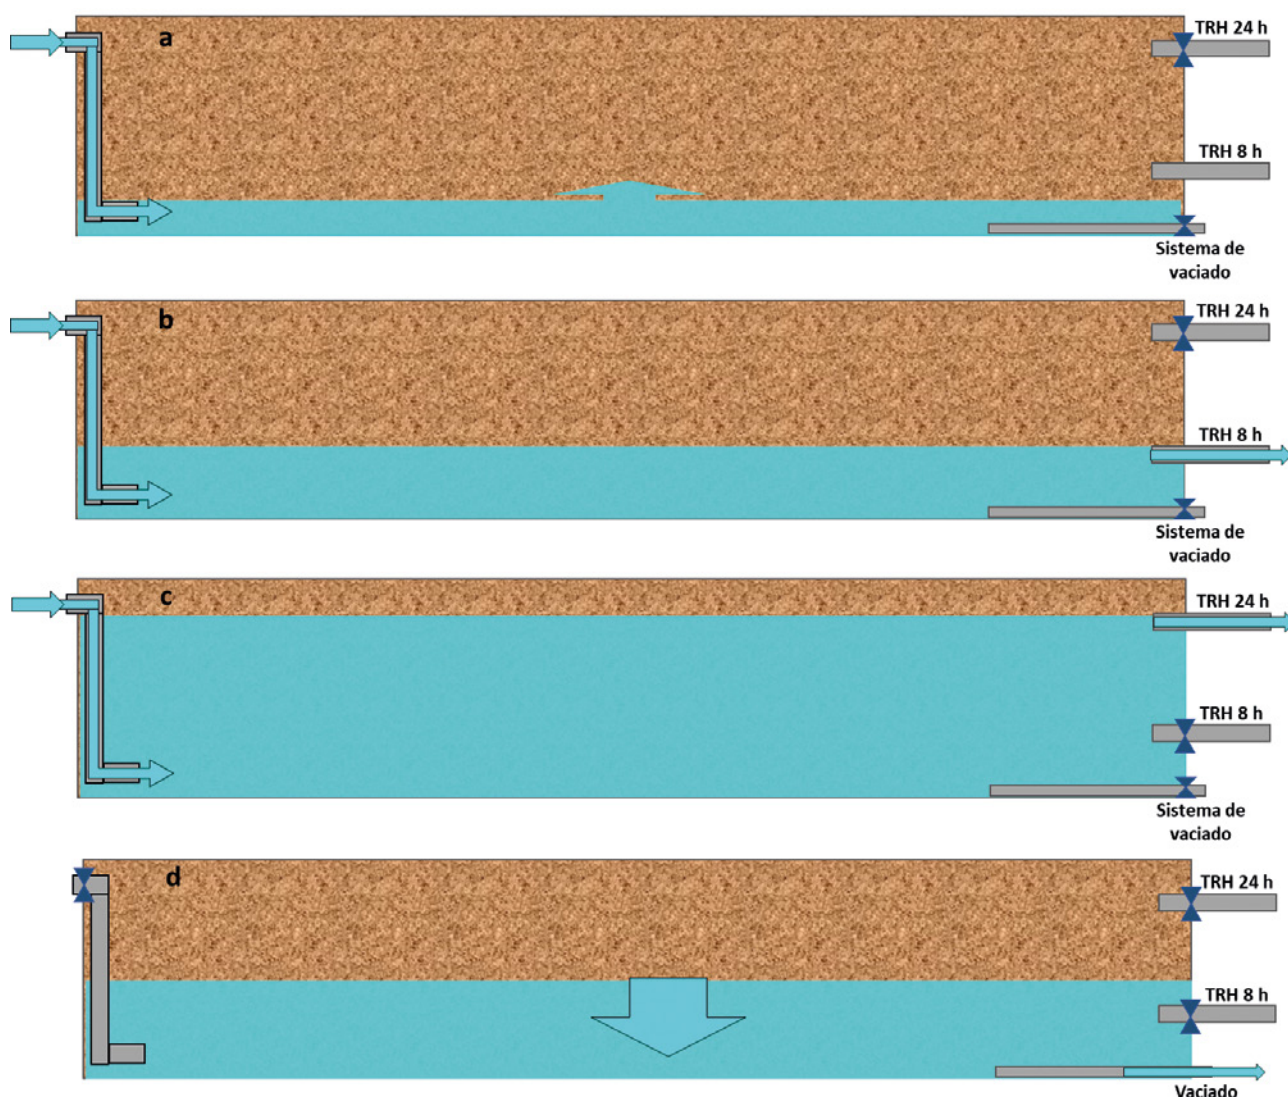 a
TRH 24 h
TRH 8 h
Sistema de
vaciado
b
TRH 24 h
TRH 8 h
Sistema de
vaciado
c
TRH 24 h
TRH 8 h
Sistema de
vaciado
d
TRH 24 h
TRH 8 h
Vaciado